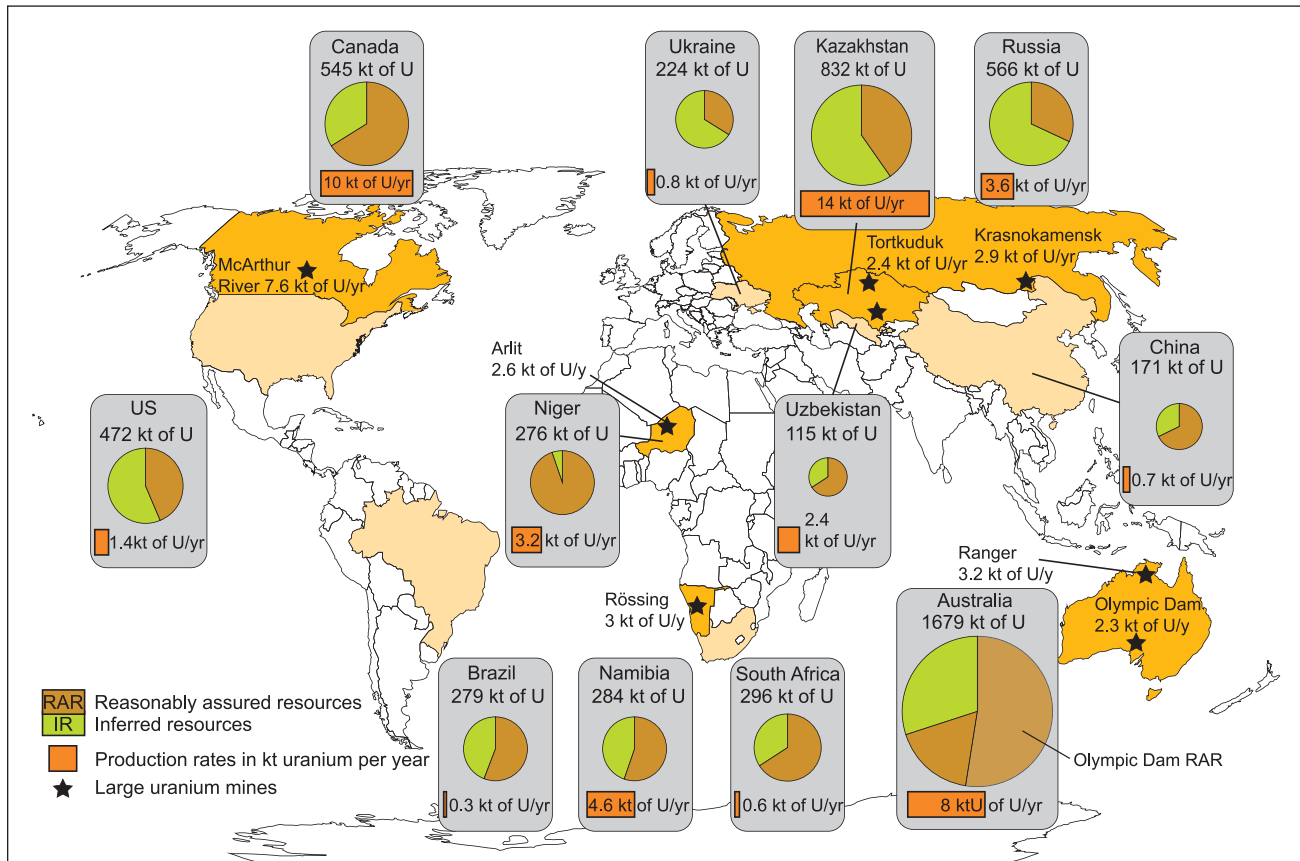 Canada
545 kt of U
10 kt of U/yr
Ukraine
224 kt of U
0.8 kt of U/yr
Kazakhstan
832 kt of U
14 kt of U/yr
Russia
566 kt of U
3.6 kt of U/yr
McArthur
River 7.6 kt of U/yr
Tortkuduk
2.4 kt of U/yr
Krasnokamensk
2.9 kt of U/yr
Arlit
2.6 kt of U/y
US
472 kt of U
1.4kt of U/yr
Niger
276 kt of U
3.2 kt of U/yr
Uzbekistan
115 kt of U
2.4
kt of U/yr
China
171 kt of U
0.7 kt of U/yr
Ranger
3.2 kt of U/y
Rössing
3 kt of U/y
Olympic Dam
2.3 kt of U/y
Australia
1679 kt of U
Olympic Dam RAR
8 ktU of U/yr
Brazil
279 kt of U
0.3 kt of U/yr
Namibia
284 kt of U
4.6 kt of U/yr
South Africa
296 kt of U
0.6 kt of U/yr
RAR Reasonably assured resources
IR Inferred resources
Production rates in kt uranium per year
Large uranium mines